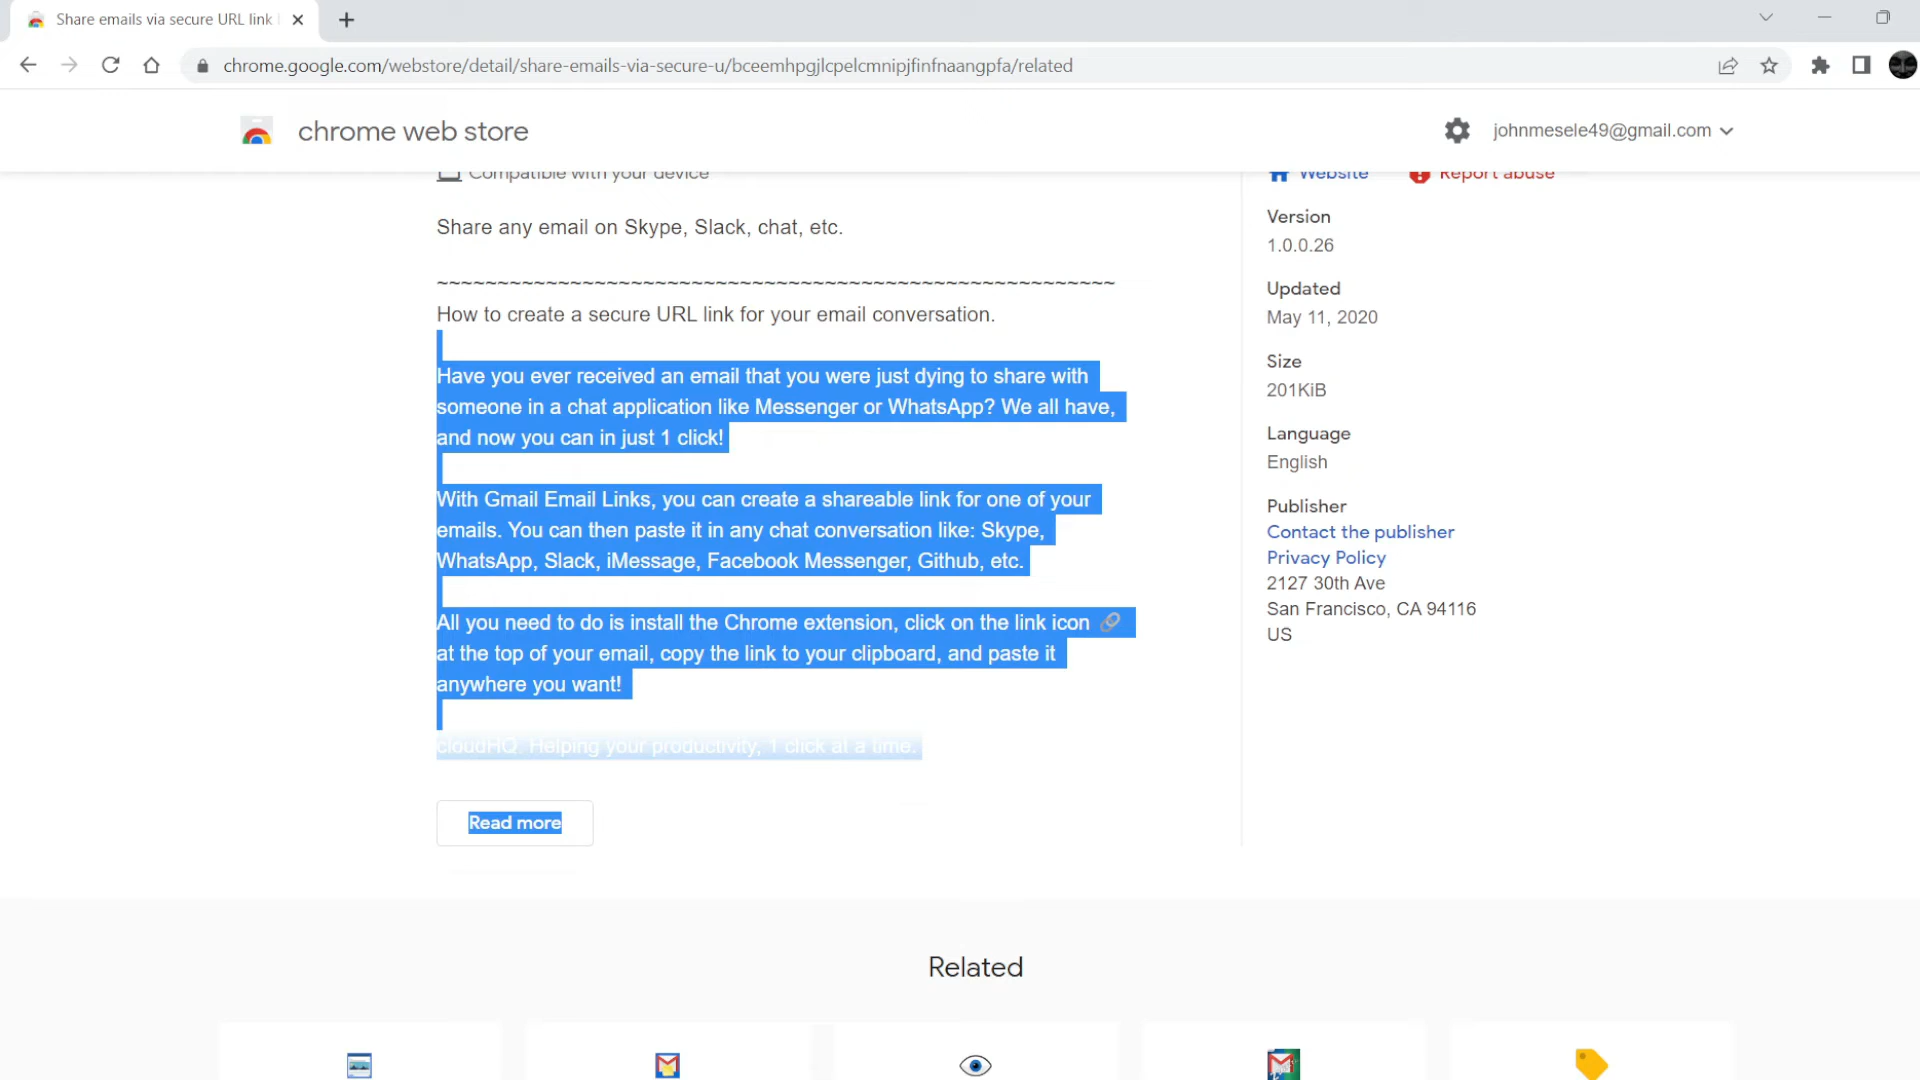 Share emails via secure URL link
chrome.google.com/webstore/detail/share-emails-via-secure-u/bceemhpgjlcpelcmnipjfinfnaangpfa/related
chrome web store
johnmesele49@gmail.com
Compatible with your device
Website
Report abuse
Share any email on Skype, Slack, chat, etc.
~~~~~~~~~~~~~~~~~~~~~~~~~~~~~~~~~~~~~~~~~~~~~~~~~~~~~~~~~
How to create a secure URL link for your email conversation.
Have you ever received an email that you were just dying to share with
someone in a chat application like Messenger or WhatsApp? We all have,
and now you can in just 1 click!
With Gmail Email Links, you can create a shareable link for one of your
emails. You can then paste it in any chat conversation like: Skype,
WhatsApp, Slack, iMessage, Facebook Messenger, Github, etc.
All you need to do is install the Chrome extension, click on the link icon 🔗
at the top of your email, copy the link to your clipboard, and paste it
anywhere you want!
cloudHQ. Helping your productivity, 1 click at a time.
Read more
Version
1.0.0.26
Updated
May 11, 2020
Size
201KiB
Language
English
Publisher
Contact the publisher
Privacy Policy
2127 30th Ave
San Francisco, CA 94116
US
Related